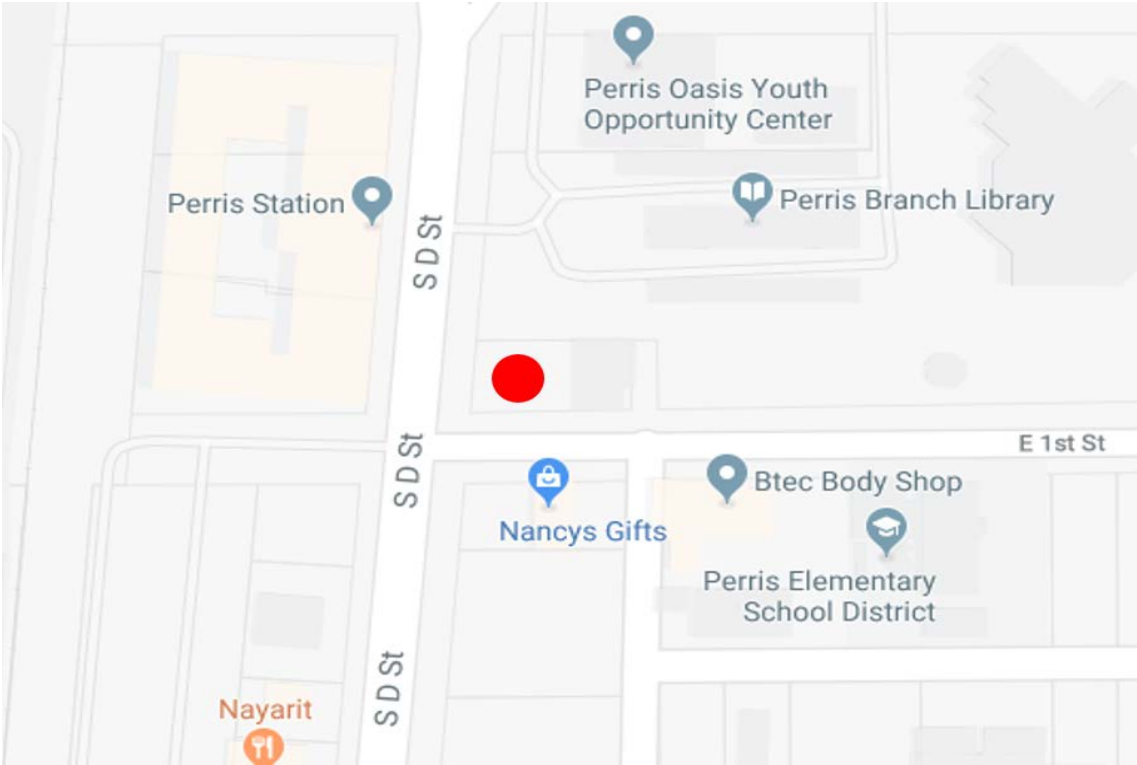 Perris Oasis Youth
Opportunity Center
Perris Station
Perris Branch Library
S D St
S D St
E 1st St
Btec Body Shop
Nancys Gifts
Perris Elementary
School District
S D St
Nayarit